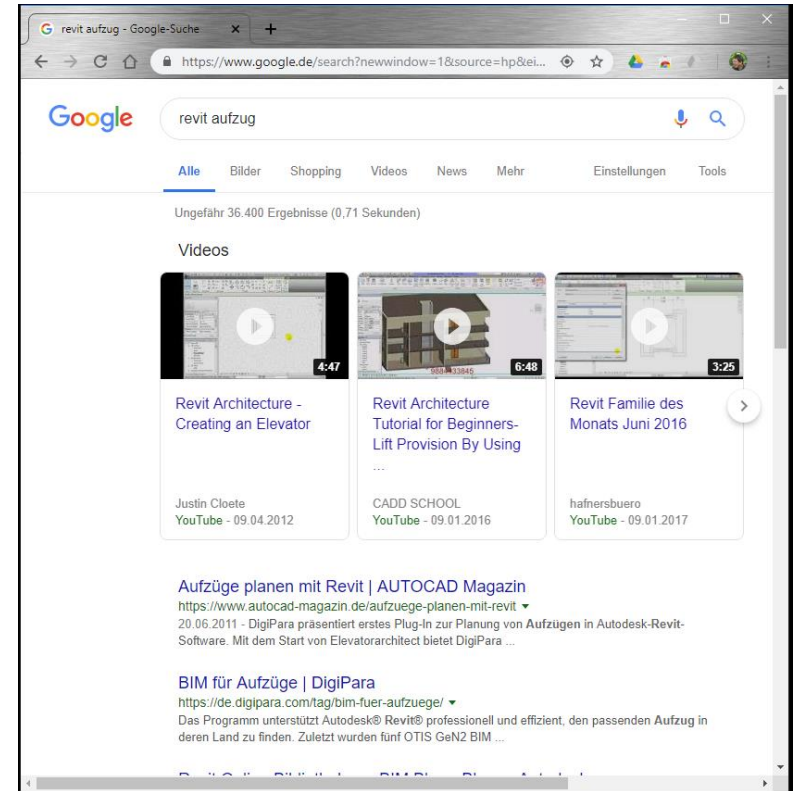 revit aufzug - Google-Suche
https://www.google.de/search?newwindow=1&source=hp&ei...
Google
revit aufzug
Alle Bilder Shopping Videos News Mehr Einstellungen Tools
Ungefähr 36.400 Ergebnisse (0,71 Sekunden)
Videos
4:47 6:48 3:25
Revit Architecture -
Creating an Elevator
Justin Cloete
YouTube - 09.04.2012
Revit Architecture
Tutorial for Beginners-
Lift Provision By Using
...
CADD SCHOOL
YouTube - 09.01.2016
Revit Familie des
Monats Juni 2016
hafnersbuero
YouTube - 09.01.2017
Aufzüge planen mit Revit | AUTOCAD Magazin
https://www.autocad-magazin.de/aufzuege-planen-mit-revit
20.06.2011 - DigiPara präsentiert erstes Plug-In zur Planung von Aufzügen in Autodesk-Revit-
Software. Mit dem Start von Elevatorarchitect bietet DigiPara ...
BIM für Aufzüge | DigiPara
https://de.digipara.com/tag/bim-fuer-aufzuege/
Das Programm unterstützt Autodesk® Revit® professionell und effizient, den passenden Aufzug in
deren Land zu finden. Zuletzt wurden fünf OTIS GeN2 BIM ...